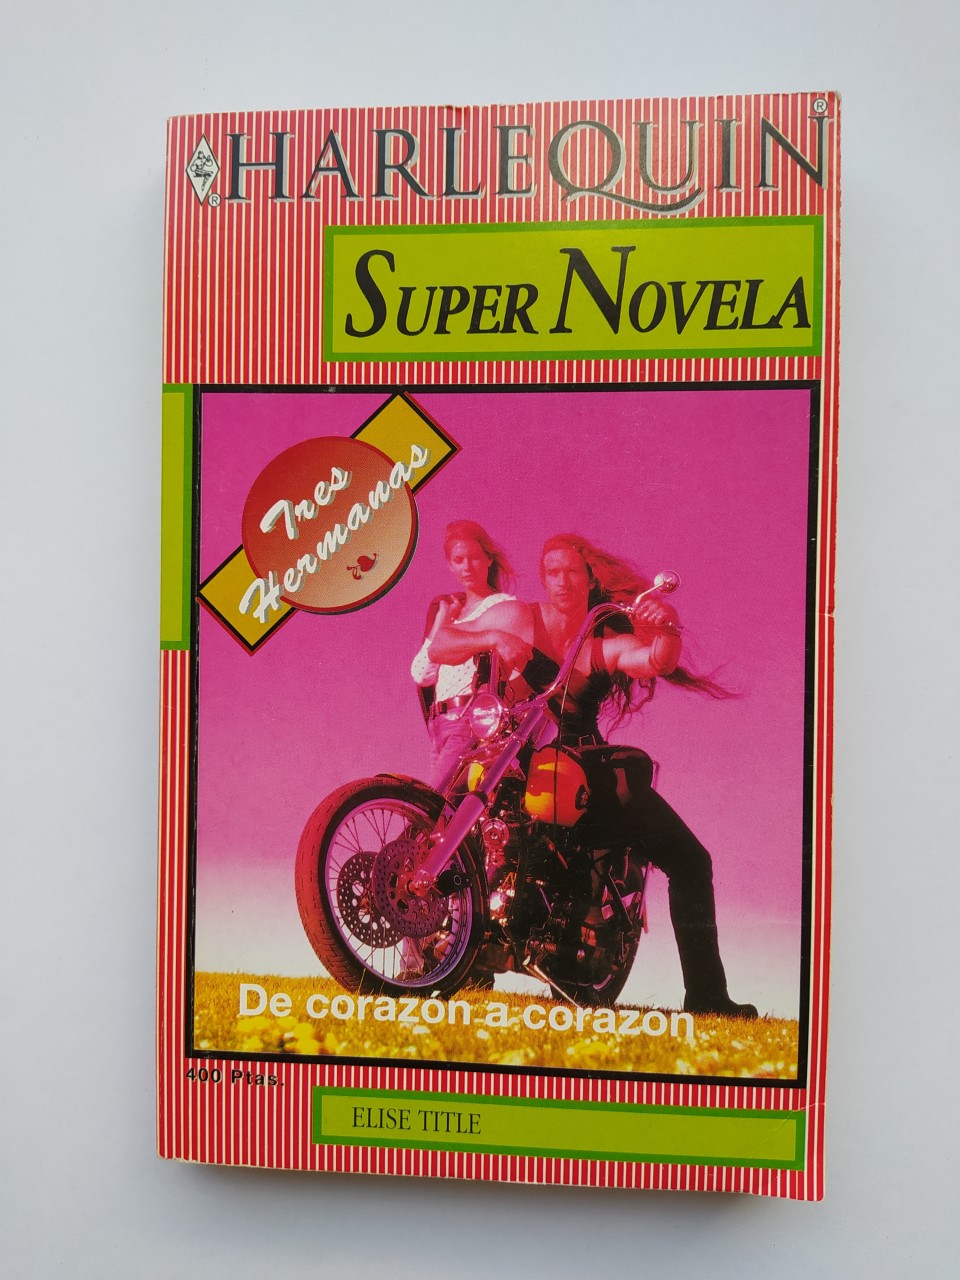 HARLEQUIN®
®
SUPER NOVELA
Tres
Hermanas
De corazón a corazón
400 Ptas.
ELISE TITLE